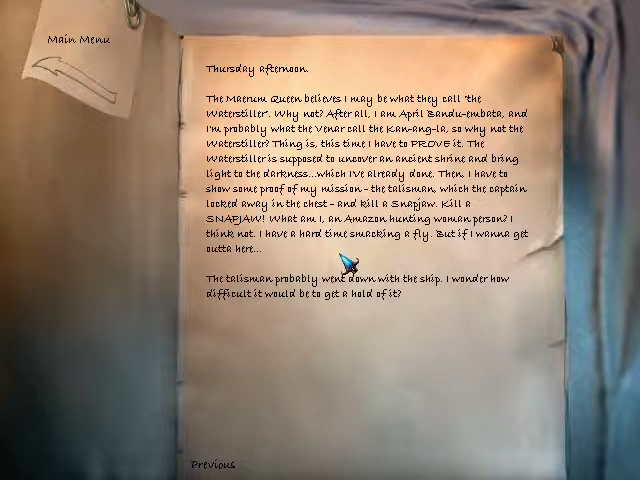 Main Menu
Thursday afternoon.
The Maerum Queen believes I may be what they call "the
Waterstiller". Why not? After all, I am April Bandu-embata, and
I'm probably what the Venar call the Kan-ang-la, so why not the
Waterstiller? Thing is, this time I have to PROVE it. The
Waterstiller is supposed to uncover an ancient shrine and bring
light to the darkness...which I've already done. Then, I have to
show some proof of my mission - the talisman, which the captain
locked away in the chest - and kill a Snapjaw. Kill a
SNAPJAW! What am I, an Amazon hunting woman person? I
think not. I have a hard time smacking a fly. But if I wanna get
outta here...
The talisman probably went down with the ship. I wonder how
difficult it would be to get a hold of it?
Previous